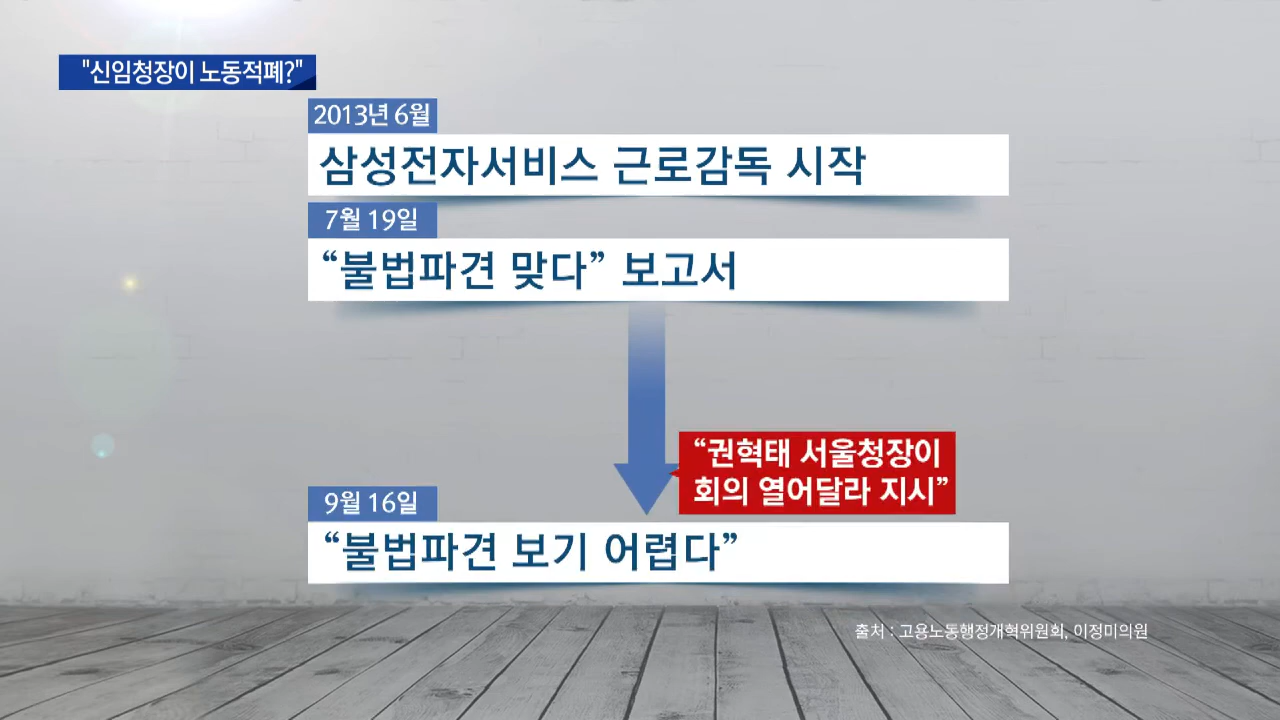 "신임청장이 노동적폐?"
2013년 6월
삼성전자서비스 근로감독 시작
7월 19일
“불법파견 맞다” 보고서
“권혁태 서울청장이
회의 열어달라 지시”
9월 16일
“불법파견 보기 어렵다”
출처 : 고용노동행정개혁위원회, 이정미의원